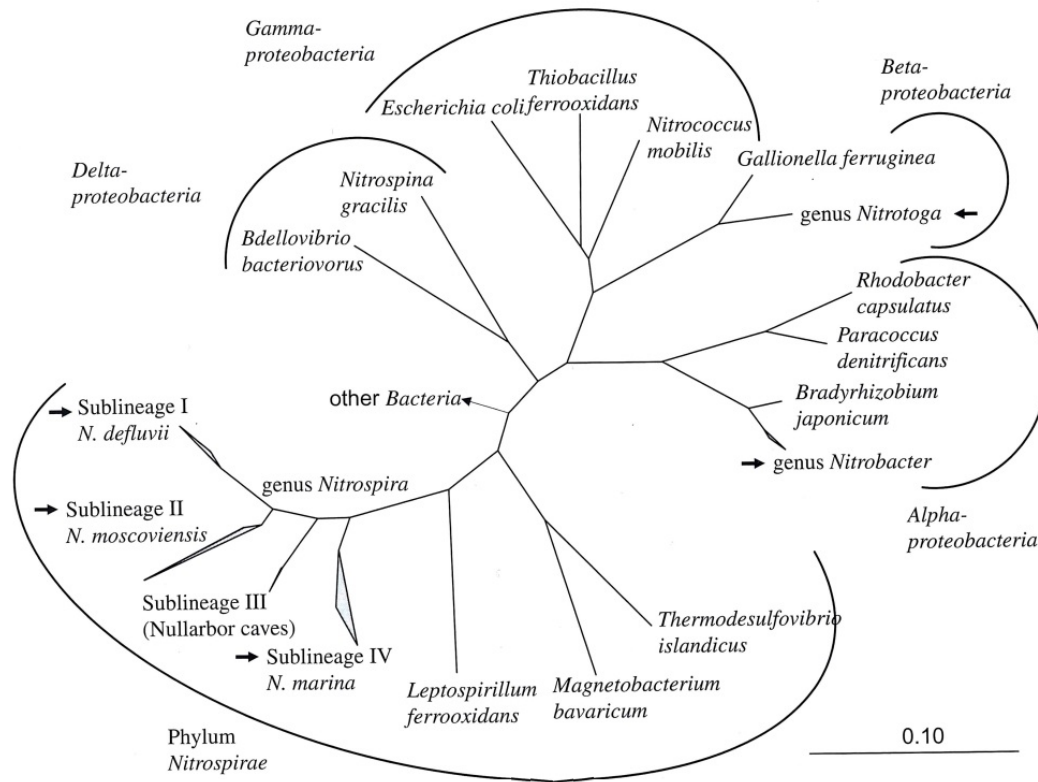 Gamma-
proteobacteria
Thiobacillus
Escherichia coli ferrooxidans
Nitrococcus
mobilis
Beta-
proteobacteria
Gallionella ferruginea
genus Nitrotoga
Delta-
proteobacteria
Nitrospina
gracilis
Bdellovibrio
bacteriovorus
Rhodobacter
capsulatus
Paracoccus
denitrificans
Bradyrhizobium
japonicum
genus Nitrobacter
Alpha-
proteobacteria
other Bacteria
Sublineage I
N. defluvii
genus Nitrospira
Sublineage II
N. moscoviensis
Sublineage III
(Nullarbor caves)
Sublineage IV
N. marina
Leptospirillum
ferrooxidans
Magnetobacterium
bavaricum
Thermodesulfovibrio
islandicus
Phylum
Nitrospirae
0.10